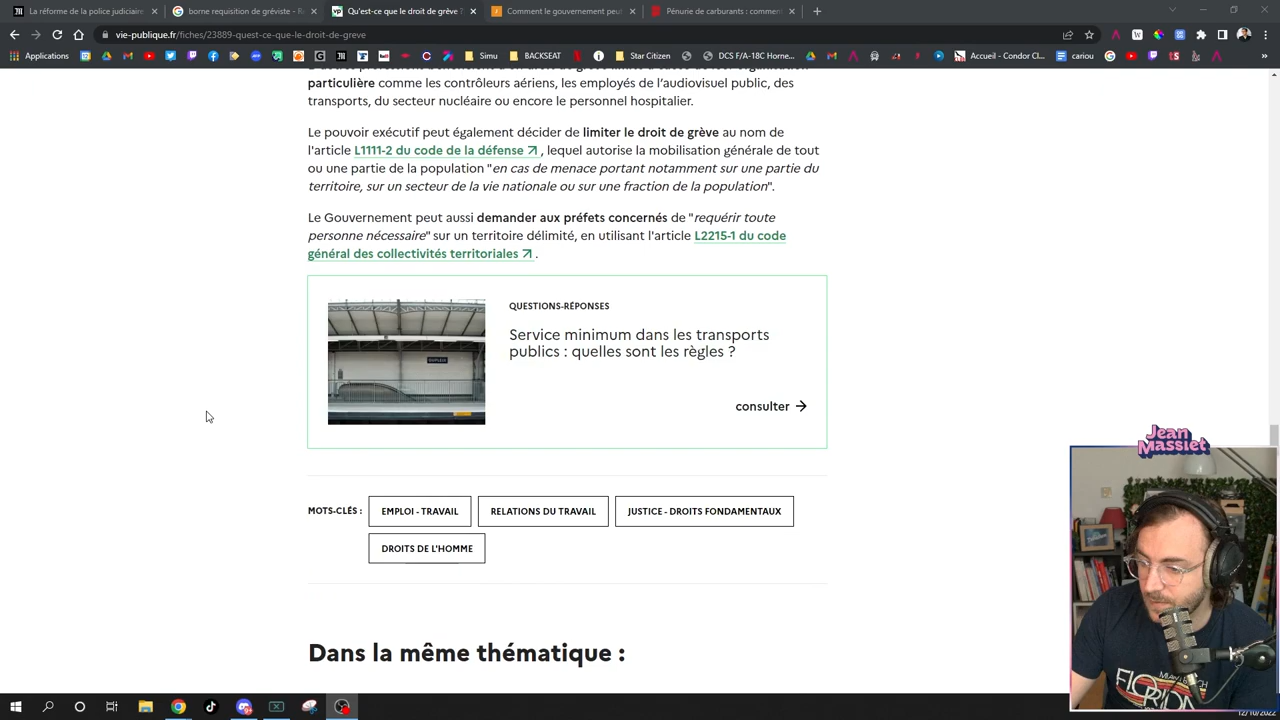 La réforme de la police judiciaire
borne requisition de gréviste - R
Qu'est-ce que le droit de grève ?
Comment le gouvernement peut
Pénurie de carburants : comment
vie-publique.fr/fiches/23889-quest-ce-que-le-droit-de-greve
Applications
Simu
BACKSEAT
Star Citizen
DCS F/A-18C Horne...
Accueil - Condor Cl...
cariou
particulière comme les contrôleurs aériens, les employés de l'audiovisuel public, des
transports, du secteur nucléaire ou encore le personnel hospitalier.
Le pouvoir exécutif peut également décider de limiter le droit de grève au nom de
l'article L1111-2 du code de la défense , lequel autorise la mobilisation générale de tout
ou une partie de la population "en cas de menace portant notamment sur une partie du
territoire, sur un secteur de la vie nationale ou sur une fraction de la population".
Le Gouvernement peut aussi demander aux préfets concernés de "requérir toute
personne nécessaire" sur un territoire délimité, en utilisant l'article L2215-1 du code
général des collectivités territoriales .
QUESTIONS-RÉPONSES
Service minimum dans les transports
publics : quelles sont les règles ?
DUPLEIX
consulter
MOTS-CLÉS :
EMPLOI - TRAVAIL
RELATIONS DU TRAVAIL
JUSTICE - DROITS FONDAMENTAUX
DROITS DE L'HOMME
Dans la même thématique :
Jean
Massiet
12/10/2022